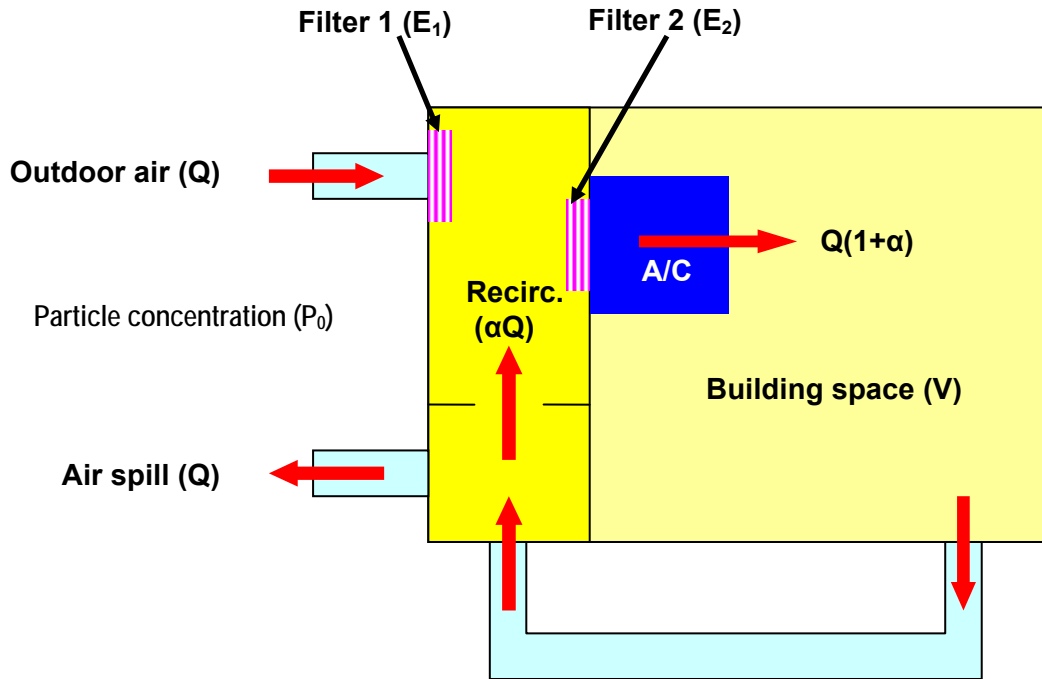 Filter 1 (E₁)
Filter 2 (E₂)
Outdoor air (Q)
Q(1+α)
A/C
Recirc.
(αQ)
Particle concentration (P₀)
Building space (V)
Air spill (Q)